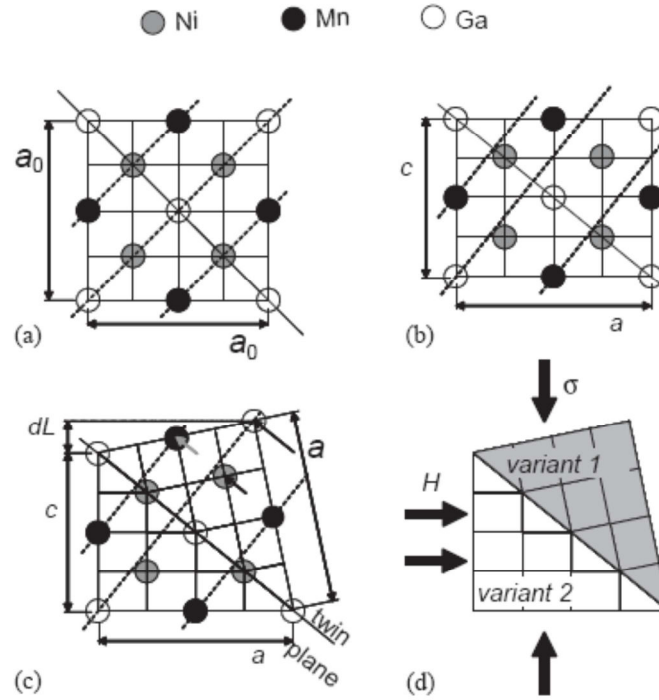 Ni Mn Ga
a₀
a₀
(a)
c
a
(b)
dL
c
a
a
twin
plane
(c)
σ
H
variant 1
variant 2
(d)